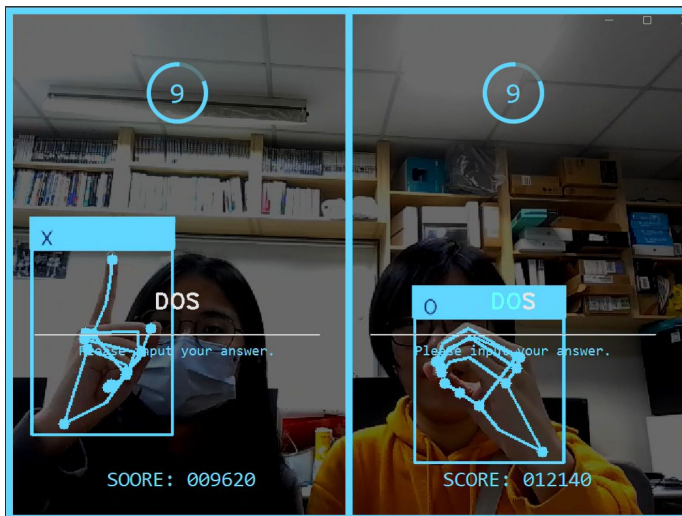 9
X
DOS
Please input your answer.
SOORE: 009620
9
O
DOS
Please input your answer.
SCORE: 012140